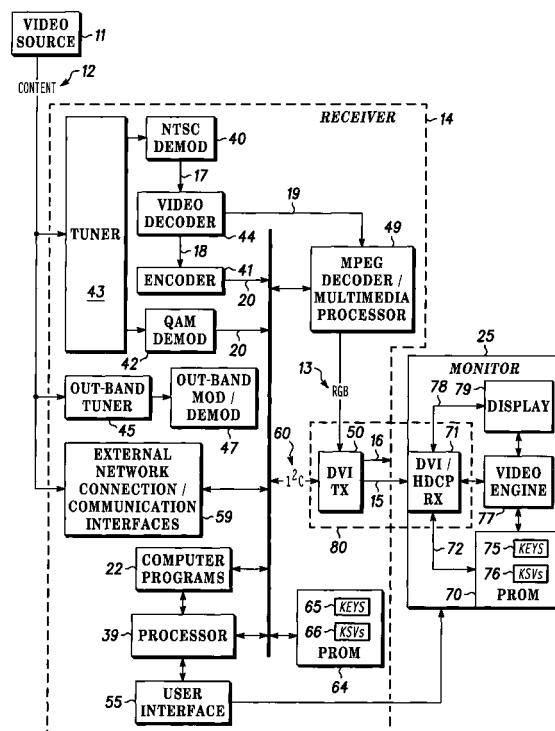 VIDEO
SOURCE
11
12
CONTENT
RECEIVER
14
NTSC
DEMOD
40
17
19
TUNER
43
VIDEO
DECODER
44
49
18
ENCODER
41
20
MPEG
DECODER /
MULTIMEDIA
PROCESSOR
QAM
DEMOD
42
20
25
MONITOR
13
RGB
78
79
DISPLAY
OUT-BAND
TUNER
45
OUT-BAND
MOD /
DEMOD
47
60
50
16
71
I²C
DVI
TX
15
DVI /
HDCP
RX
VIDEO
ENGINE
77
EXTERNAL
NETWORK
CONNECTION /
COMMUNICATION
INTERFACES
59
80
72
75
KEYS
76
KSVs
70
PROM
22
COMPUTER
PROGRAMS
65
KEYS
66
KSVs
PROM
64
39
PROCESSOR
55
USER
INTERFACE